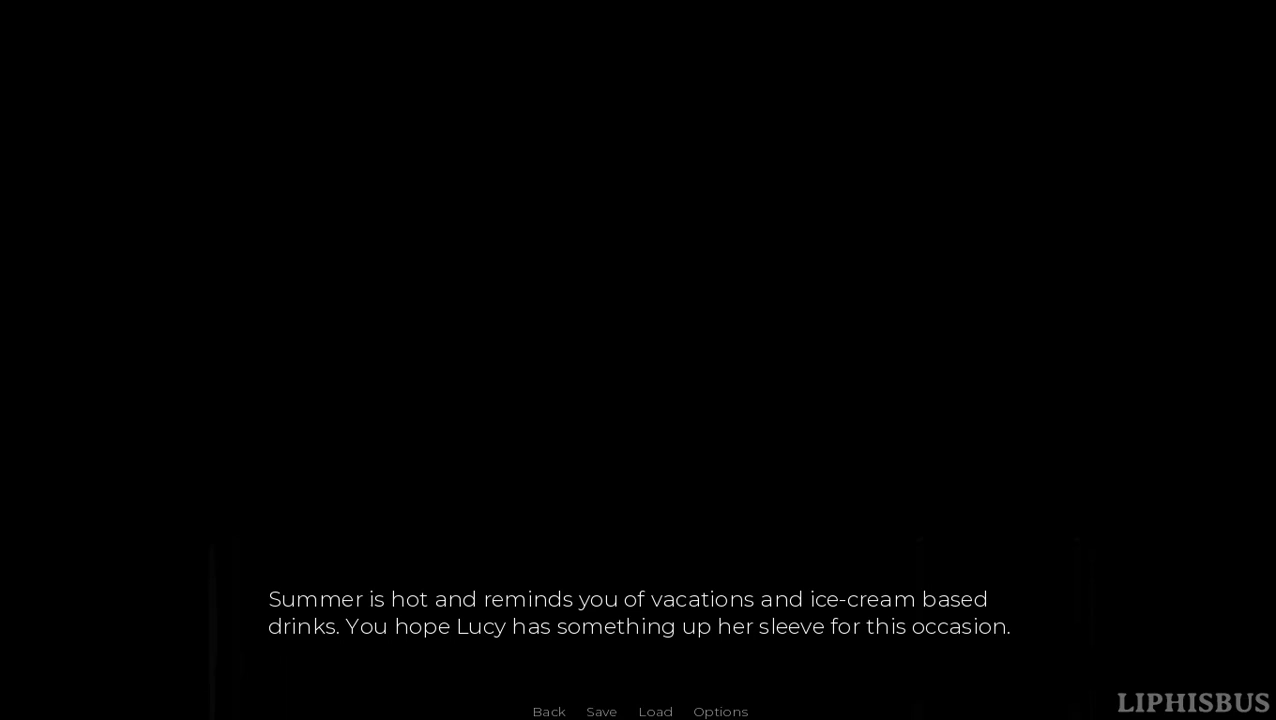 Summer is hot and reminds you of vacations and ice-cream based
drinks. You hope Lucy has something up her sleeve for this occasion.
Back Save Load Options
LIPHISBUS